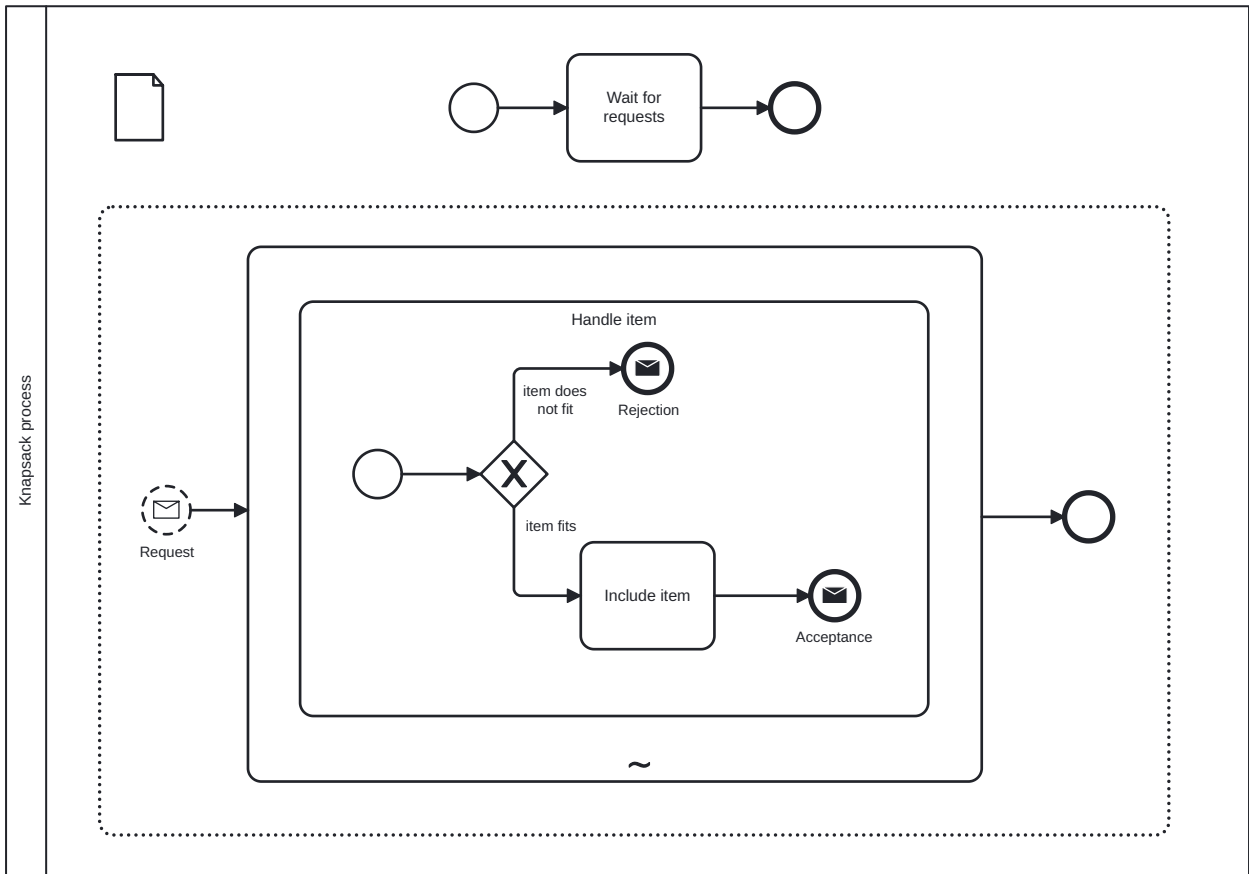 Knapsack process
Wait for
requests
Handle item
item does
not fit
Rejection
item fits
Request
Include item
Acceptance